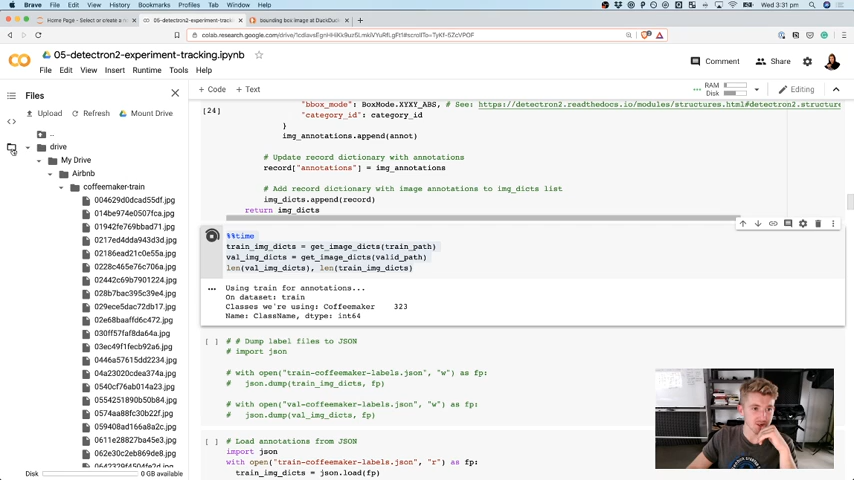 Brave File Edit View History Bookmarks Profiles Tab Window Help
Wed 2 Mar 3:31 pm
Home Page - Select or create a n
05-detectron2-experiment-track
bounding box image at DuckDuc
05-detectron2-experiment-tracking.ipynb
File Edit View Insert Runtime Tools Help
Comment Share
+ Code + Text
RAM
Disk
Editing
Files
Upload Refresh Mount Drive
..
drive
My Drive
Airbnb
coffeemaker-train
004629d0dcad55df.jpg
014be974e0507fca.jpg
01942fe769bbad71.jpg
0217ed4dda943d3d.jpg
02186ead21c0e55a.jpg
0228c465e76c706a.jpg
02442c69b7901224.jpg
028b7bac395c39e4.jpg
029ece5dac72db17.jpg
02e68baaffd6c472.jpg
030ff57faf8da64a.jpg
03ec49f1fecb92a6.jpg
0446a57615dd2234.jpg
04a23020cdea374a.jpg
0540cf76ab014a23.jpg
0554251890b50b84.jpg
0574aa88fc30b22f.jpg
059408ad166a8a2c.jpg
0611e28827ba45e3.jpg
062e30c2eb869de8.jpg
Disk 0 GB available
[24]
"bbox_mode": BoxMode.XYXY_ABS, # See: https://detectron2.readthedocs.io/modules/structures.html#detectron2.structure
"category_id": category_id
}
img_annotations.append(annot)
# Update record dictionary with annotations
record["annotations"] = img_annotations
# Add record dictionary with image annotations to img_dicts list
img_dicts.append(record)
return img_dicts
%%time
train_img_dicts = get_image_dicts(train_path)
val_img_dicts = get_image_dicts(valid_path)
len(val_img_dicts), len(train_img_dicts)
Using train for annotations...
On dataset: train
Classes we're using: Coffeemaker 323
Name: ClassName, dtype: int64
[ ] # # Dump label files to JSON
# import json
# with open("train-coffeemaker-labels.json", "w") as fp:
# json.dump(train_img_dicts, fp)
# with open("val-coffeemaker-labels.json", "w") as fp:
# json.dump(val_img_dicts, fp)
[ ] # Load annotations from JSON
import json
with open("train-coffeemaker-labels.json", "r") as fp:
train_img_dicts = json.load(fp)